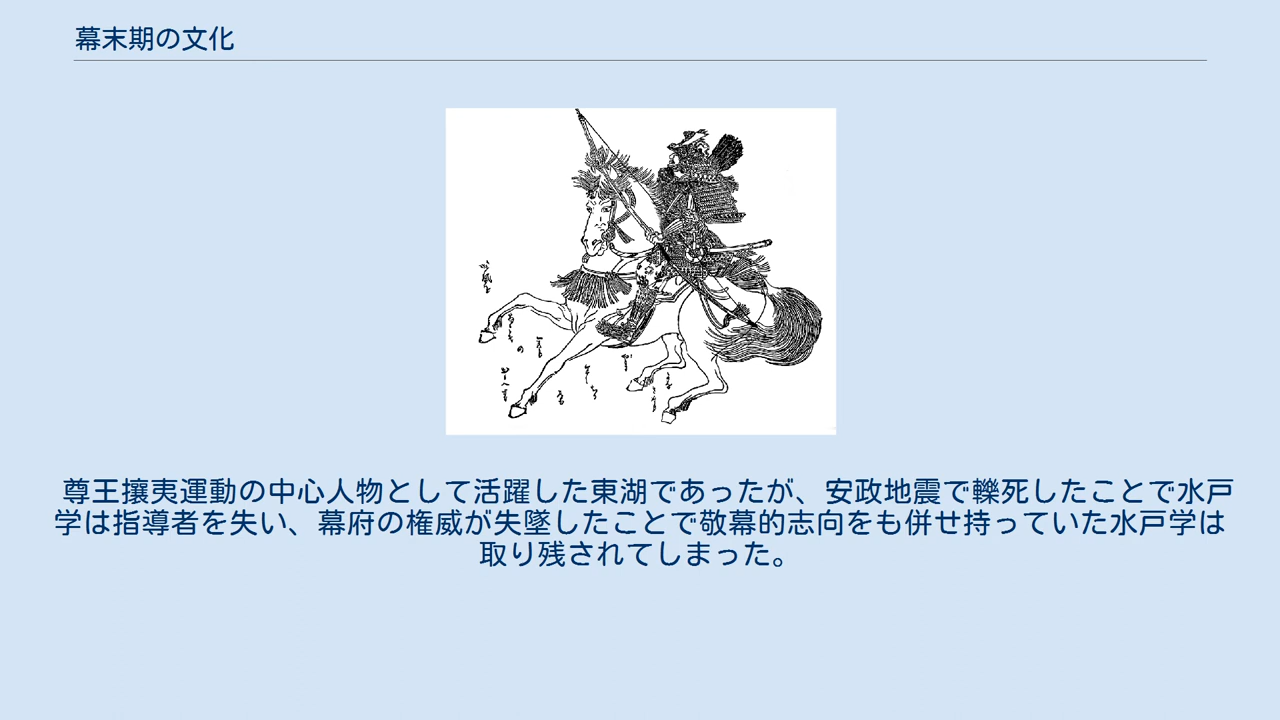 幕末期の文化
尊王攘夷運動の中心人物として活躍した東湖であったが、安政地震で轢死したことで水戸
学は指導者を失い、幕府の権威が失墜したことで敬幕的志向をも併せ持っていた水戸学は
取り残されてしまった。